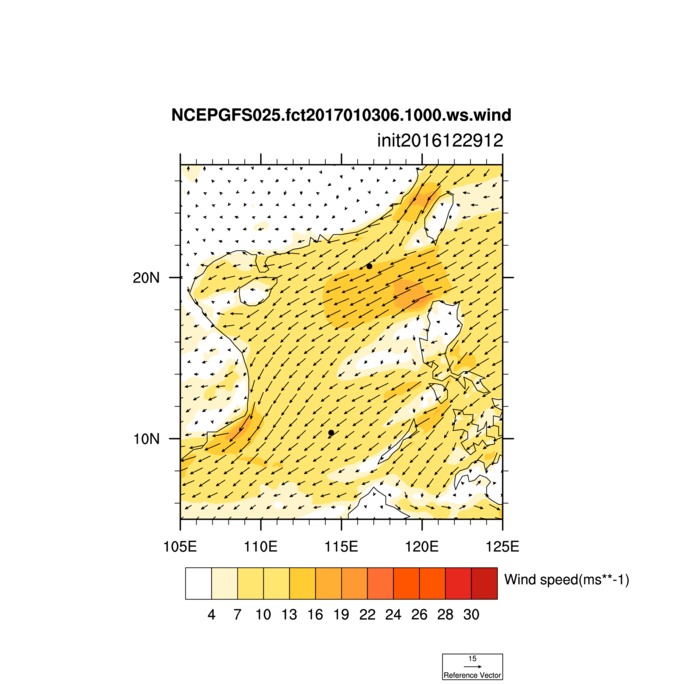 NCEPGFS025.fct2017010306.1000.ws.wind
init2016122912
20N
10N
105E 110E 115E 120E 125E
Wind speed(ms**-1)
4 7 10 13 16 19 22 24 26 28 30
15
Reference Vector